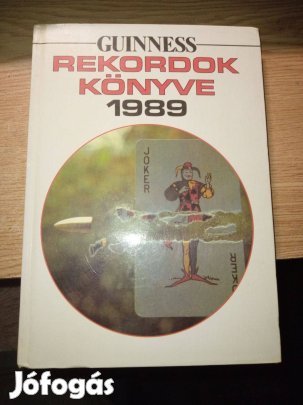 GUINNESS
REKORDOK
KÖNYVE
1989
JOKER
JOKER
Jófogás